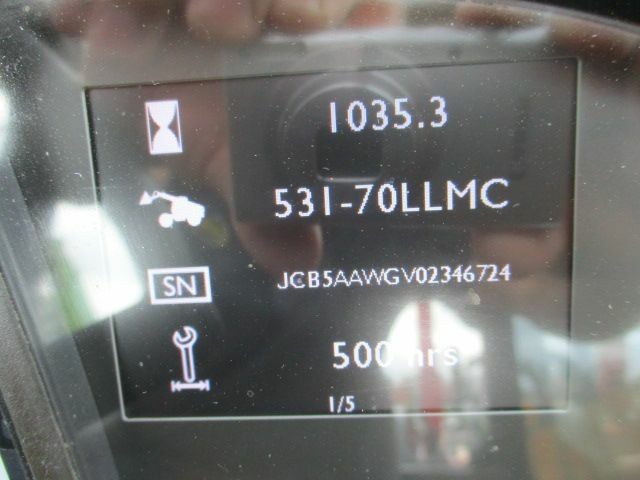 1035.3
531-70LLMC
SN JCB5AAWGV02346724
500 hrs
1/5